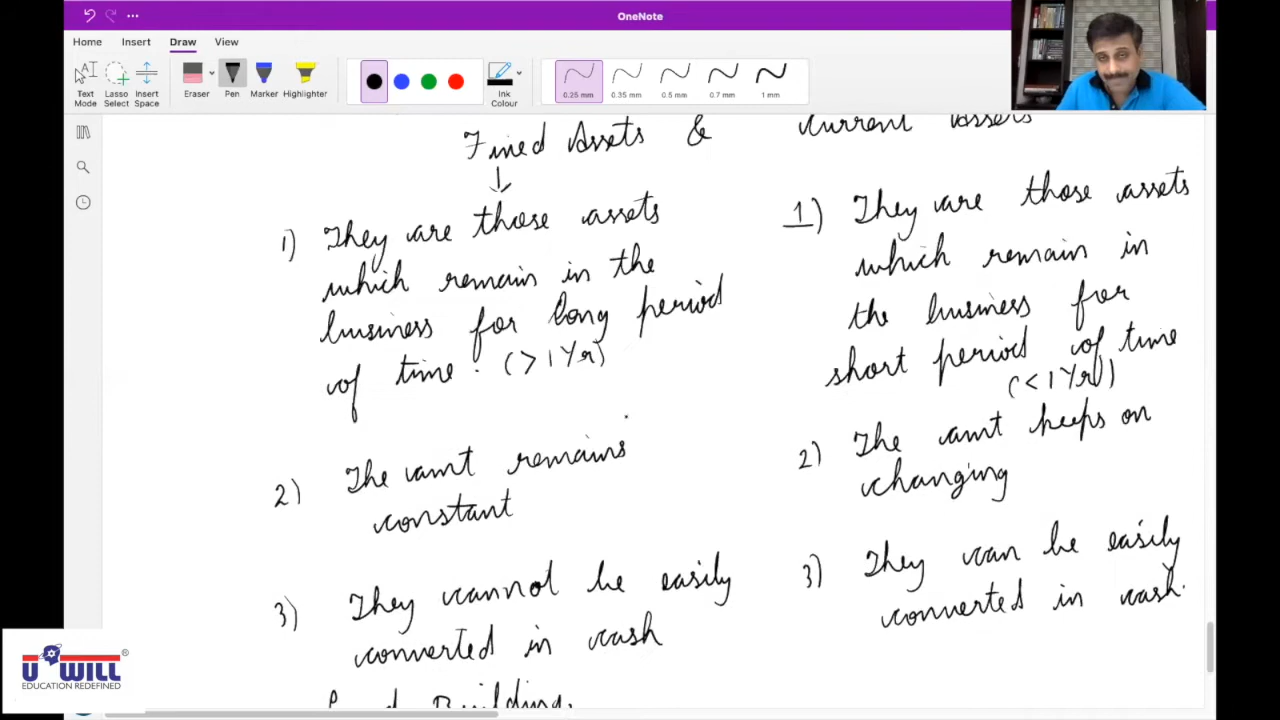 OneNote
Home Insert Draw View
Text Mode
Lasso Select
Insert Space
Eraser
Pen
Marker
Highlighter
Ink Colour
0.25 mm 0.35 mm 0.5 mm 0.7 mm 1 mm
Fixed Assets & Current Assets
1) They are those assets
which remain in the
business for long period
of time. (> 1 Yr)
2) The amt remains
constant
3) They cannot be easily
converted in cash
Building,
1) They are those assets
which remain in
the business for
short period of time
(< 1 Yr)
2) The amt keeps on
changing
3) They can be easily
converted in cash.
U WILL
EDUCATION REDEFINED